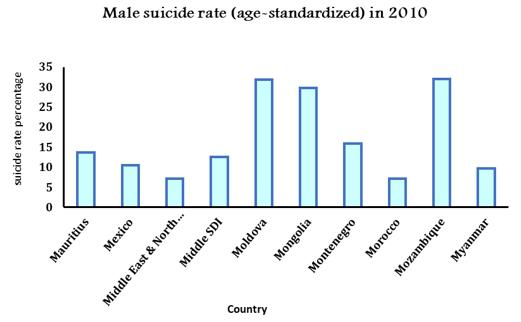 Male suicide rate (age-standardized) in 2010
suicide rate percentage
35
30
25
20
15
10
5
0
Mauritius
Mexico
Middle East & North...
Middle SDI
Moldova
Mongolia
Montenegro
Morocco
Mozambique
Myanmar
Country